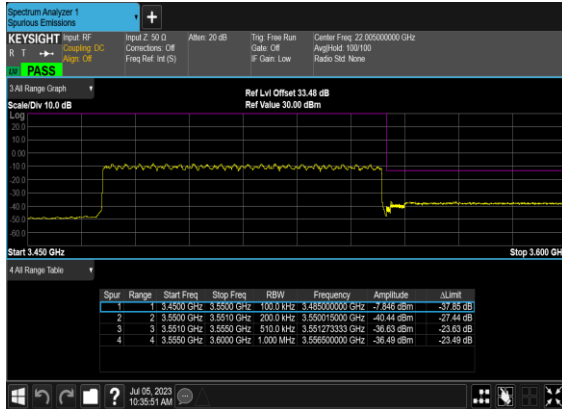 Spectrum Analyzer 1
Spurious Emissions
KEYSIGHT Input: RF Input Z: 50 Ω Atten: 20 dB Trig: Free Run Center Freq: 22.005000000 GHz
R T Coupling: DC Corrections: Off Gate: Off Avg|Hold: 100/100
Align: Off Freq Ref: Int (S) IF Gain: Low Radio Std: None
PASS
3 All Range Graph
Ref Lvl Offset 33.48 dB
Scale/Div 10.0 dB Ref Value 30.00 dBm
Log
20.0
10.0
0.00
-10.0
-20.0
-30.0
-40.0
-50.0
-60.0
Start 3.450 GHz Stop 3.600 GH
4 All Range Table
Spur Range Start Freq Stop Freq RBW Frequency Amplitude ΔLimit
1 1 3.4500 GHz 3.5500 GHz 100.0 kHz 3.485000000 GHz -7.846 dBm -37.85 dB
2 2 3.5500 GHz 3.5510 GHz 200.0 kHz 3.550015000 GHz -40.44 dBm -27.44 dB
3 3 3.5510 GHz 3.5550 GHz 510.0 kHz 3.551273333 GHz -36.63 dBm -23.63 dB
4 4 3.5550 GHz 3.6000 GHz 1.000 MHz 3.556500000 GHz -36.49 dBm -23.49 dB
Jul 05, 2023
10:35:51 AM